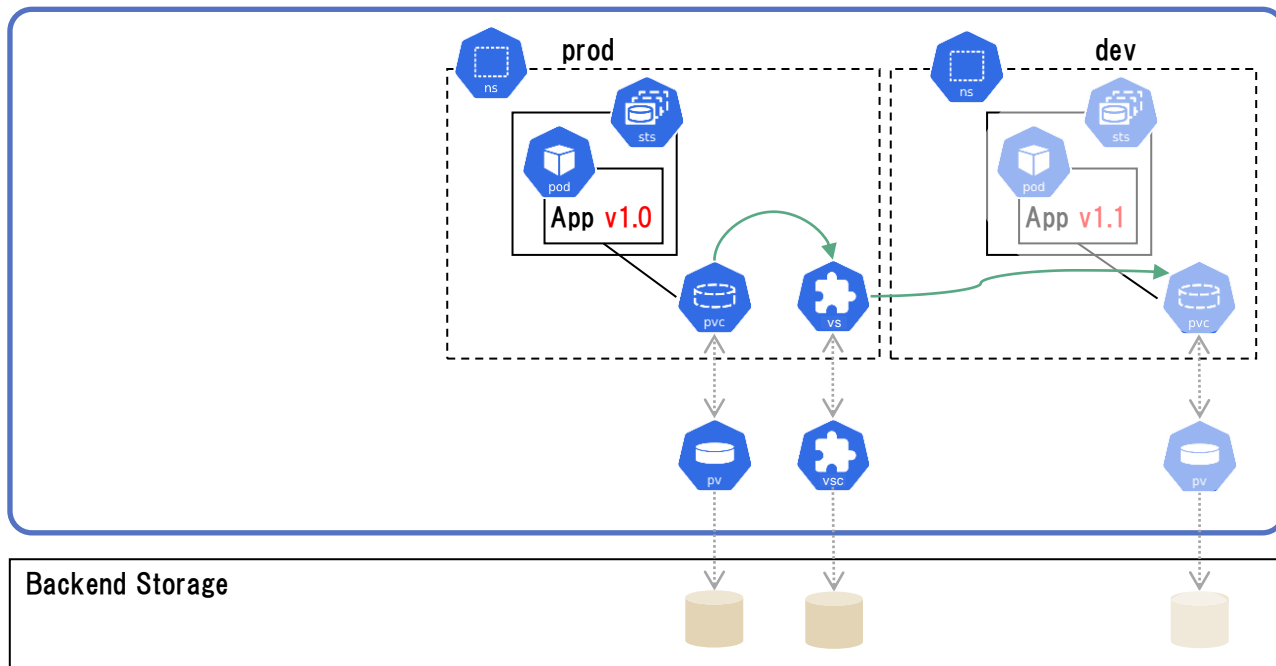 prod
dev
ns
ns
sts
sts
pod
pod
App v1.0
App v1.1
pvc
vs
pvc
pv
vsc
pv
Backend Storage